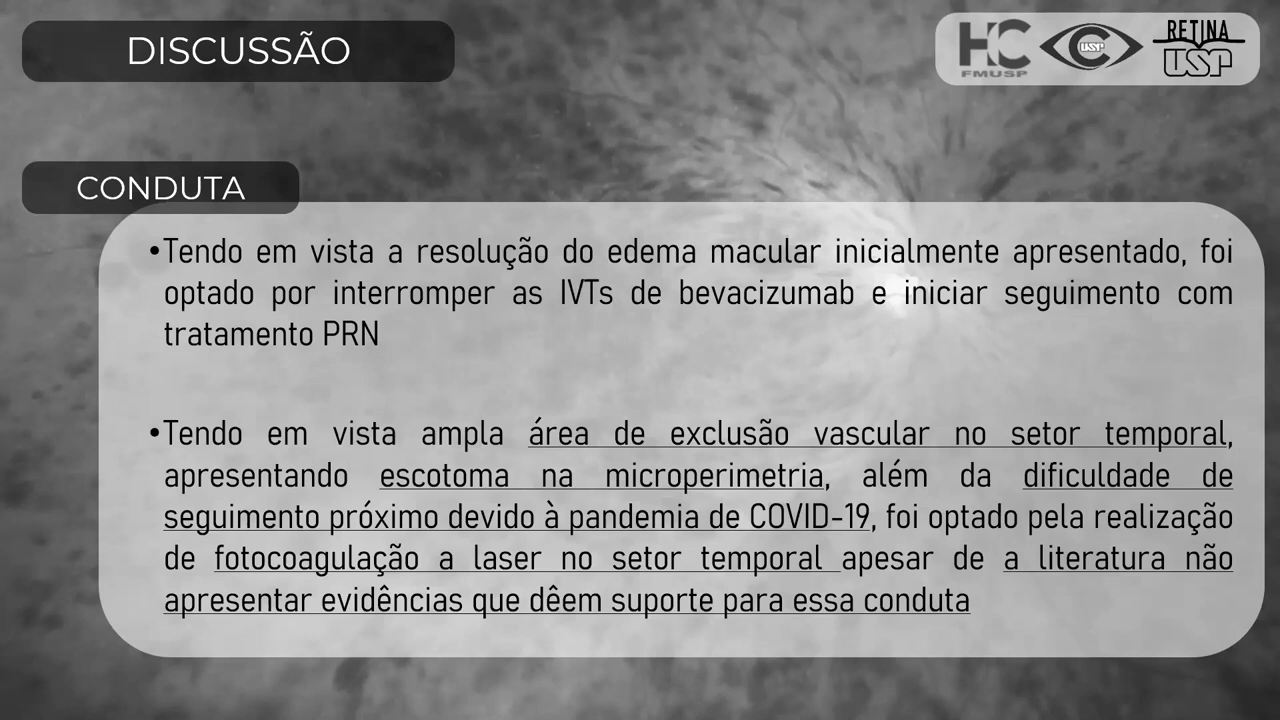 DISCUSSÃO
HC
FMUSP
USP
RETINA
USP
CONDUTA
•Tendo em vista a resolução do edema macular inicialmente apresentado, foi
optado por interromper as IVTs de bevacizumab e iniciar seguimento com
tratamento PRN
•Tendo em vista ampla área de exclusão vascular no setor temporal,
apresentando escotoma na microperimetria, além da dificuldade de
seguimento próximo devido à pandemia de COVID-19, foi optado pela realização
de fotocoagulação a laser no setor temporal apesar de a literatura não
apresentar evidências que dêem suporte para essa conduta